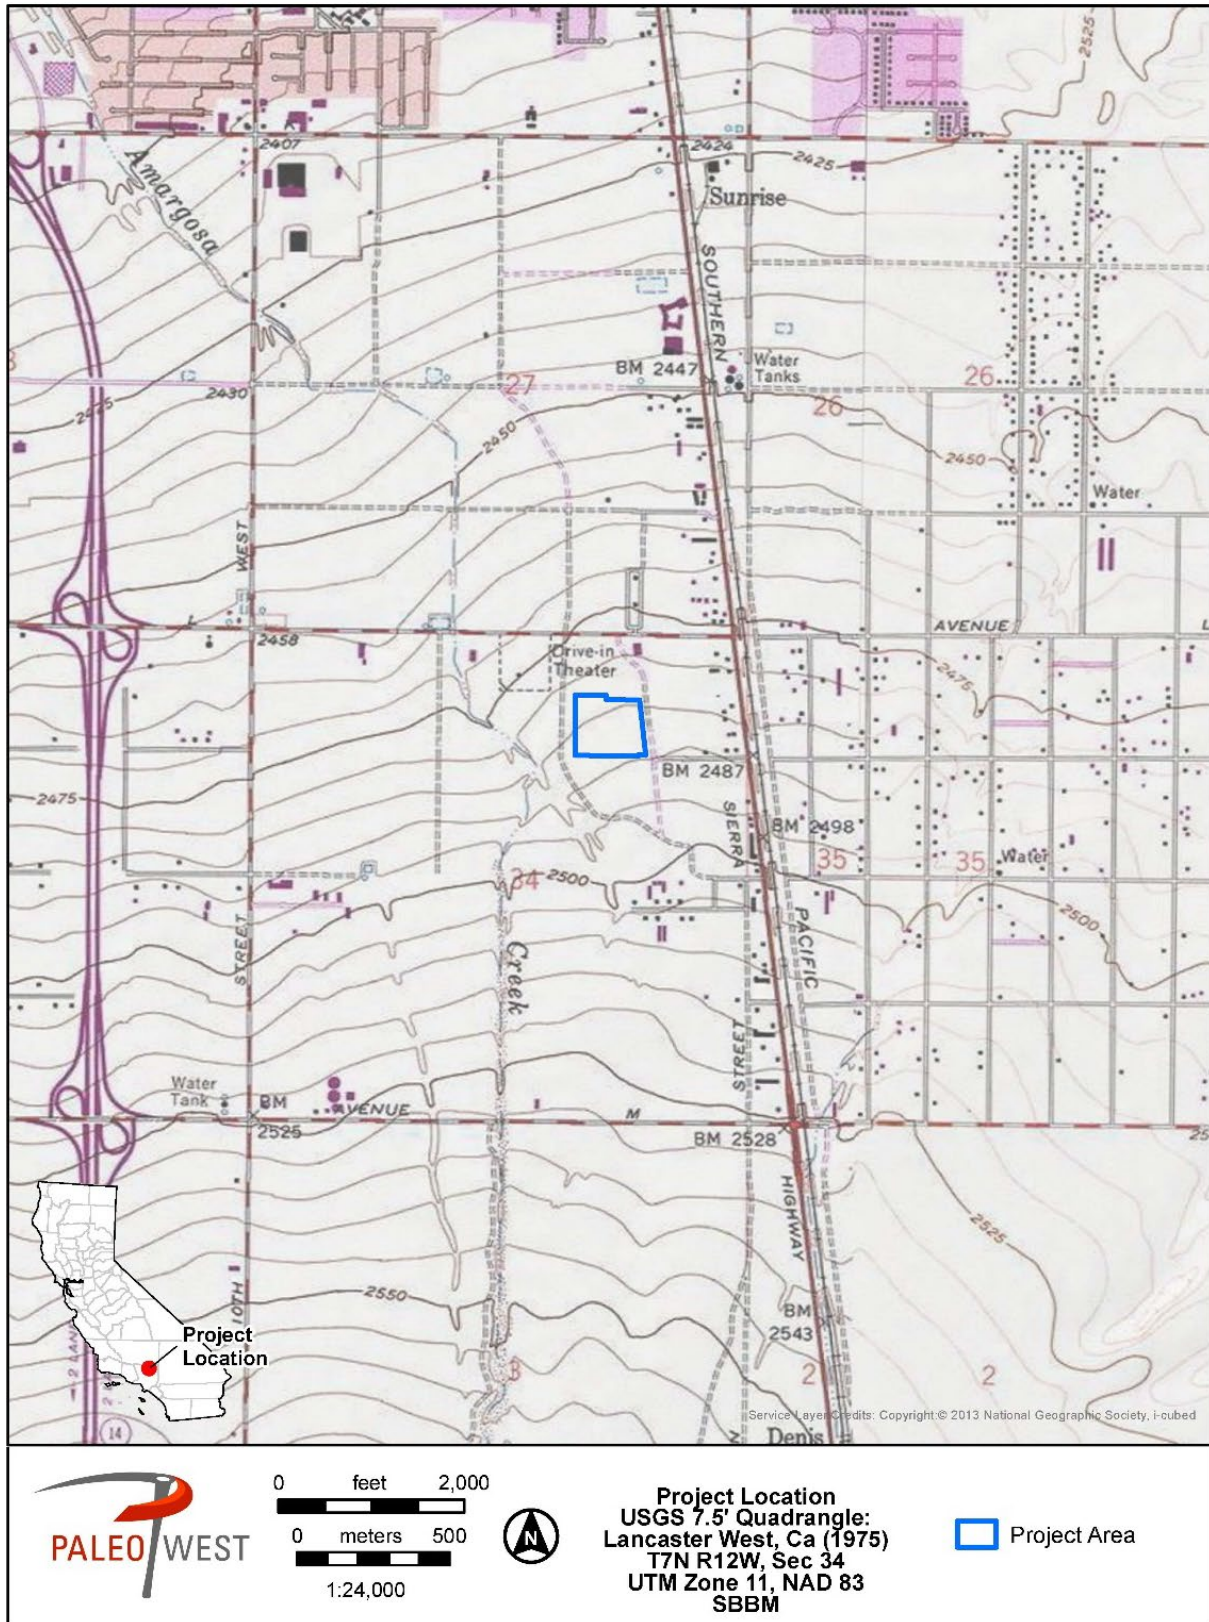 2525
2407
2424
2425
Amargosa
Sunrise
SOUTHERN
BM 2447
Water
Tanks
27
26
26
2430
2475
2450
2450
Water
WEST
L
2458
AVENUE
L
Drive-in
Theater
2475
BM 2487
2475
SIERRA
BM 2498
35
35
Water
34
2500
2500
STREET
Creek
PACIFIC
STREET
Water
Tank
BM
2525
AVENUE
M
BM 2528
HIGHWAY
2525
10TH
2550
BM
2543
3
2
2
14
Denis
Project
Location
Service Layer Credits: Copyright:© 2013 National Geographic Society, i-cubed
PALEO WEST
0 feet 2,000
0 meters 500
1:24,000
N
Project Location
USGS 7.5' Quadrangle:
Lancaster West, Ca (1975)
T7N R12W, Sec 34
UTM Zone 11, NAD 83
SBBM
Project Area